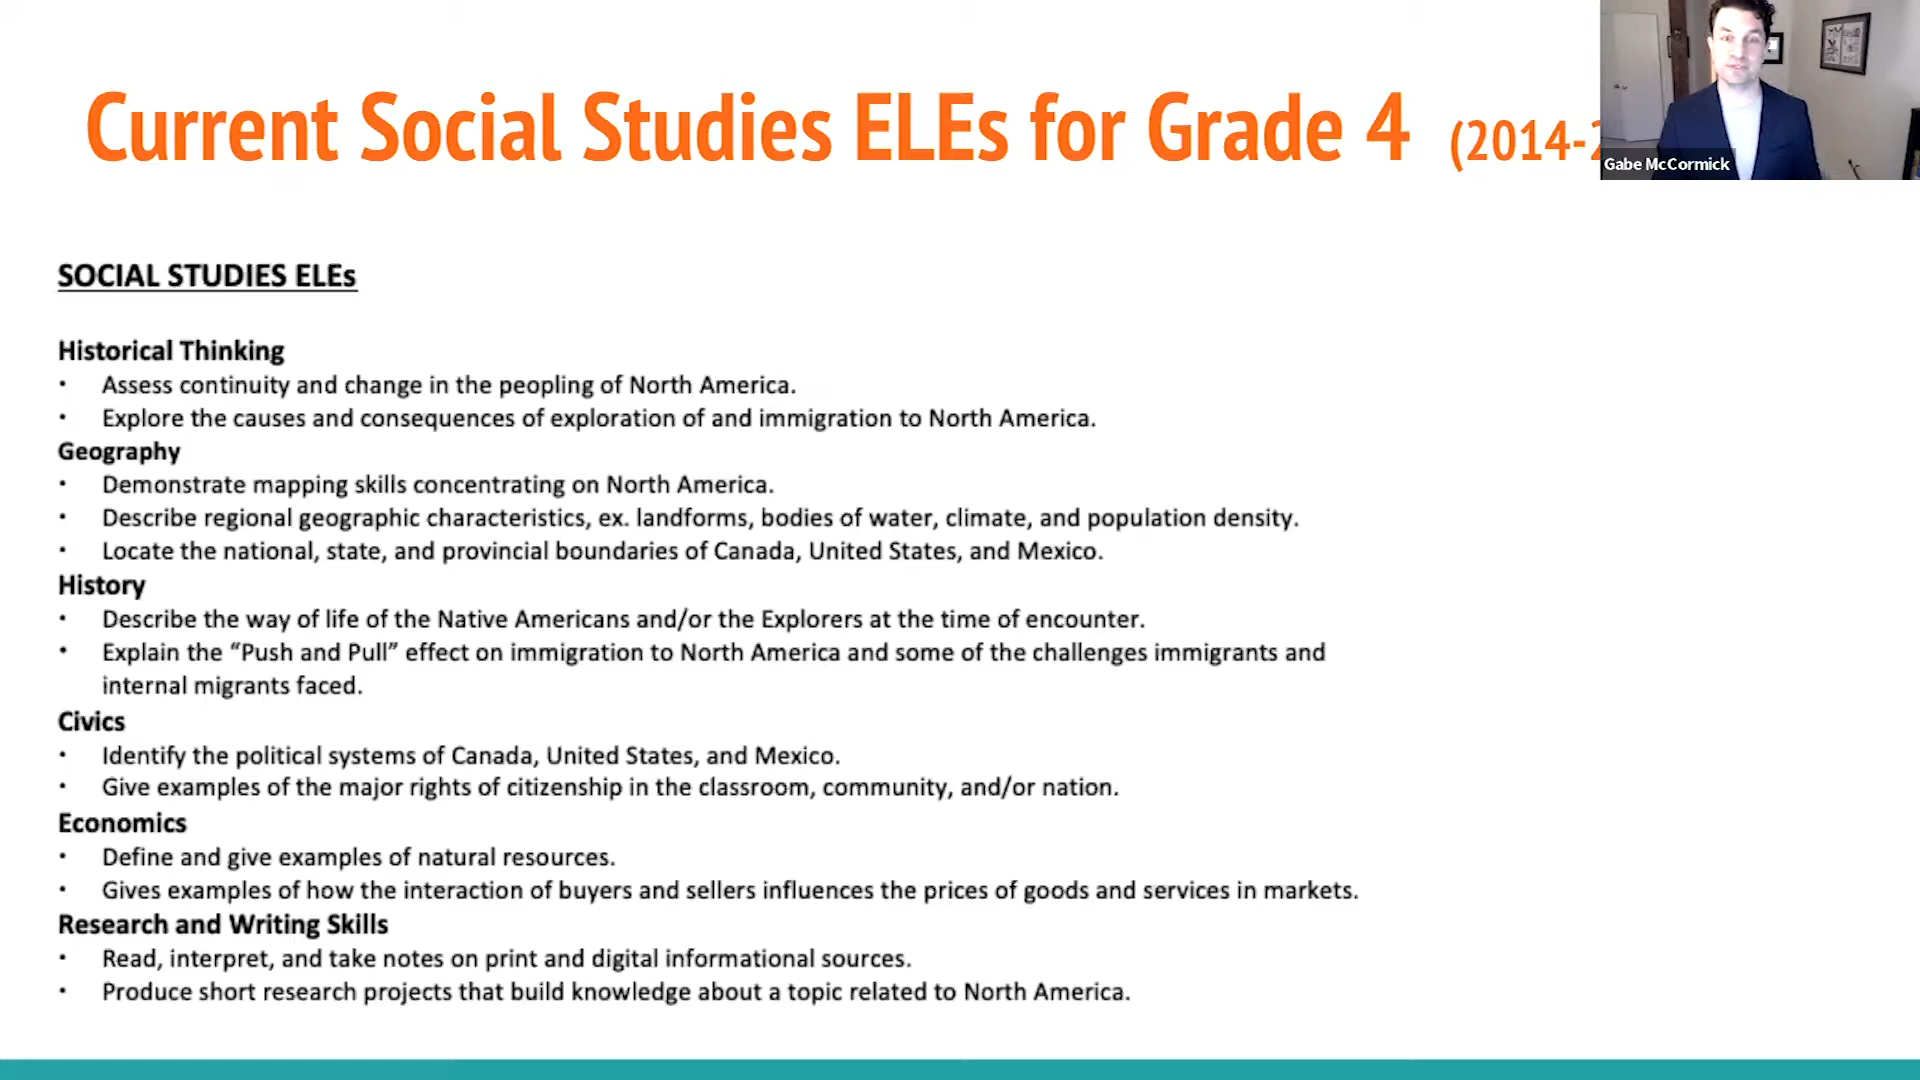 Current Social Studies ELEs for Grade 4 (2014-
Gabe McCormick
SOCIAL STUDIES ELEs
Historical Thinking
• Assess continuity and change in the peopling of North America.
• Explore the causes and consequences of exploration of and immigration to North America.
Geography
• Demonstrate mapping skills concentrating on North America.
• Describe regional geographic characteristics, ex. landforms, bodies of water, climate, and population density.
• Locate the national, state, and provincial boundaries of Canada, United States, and Mexico.
History
• Describe the way of life of the Native Americans and/or the Explorers at the time of encounter.
• Explain the “Push and Pull” effect on immigration to North America and some of the challenges immigrants and
internal migrants faced.
Civics
• Identify the political systems of Canada, United States, and Mexico.
• Give examples of the major rights of citizenship in the classroom, community, and/or nation.
Economics
• Define and give examples of natural resources.
• Gives examples of how the interaction of buyers and sellers influences the prices of goods and services in markets.
Research and Writing Skills
• Read, interpret, and take notes on print and digital informational sources.
• Produce short research projects that build knowledge about a topic related to North America.